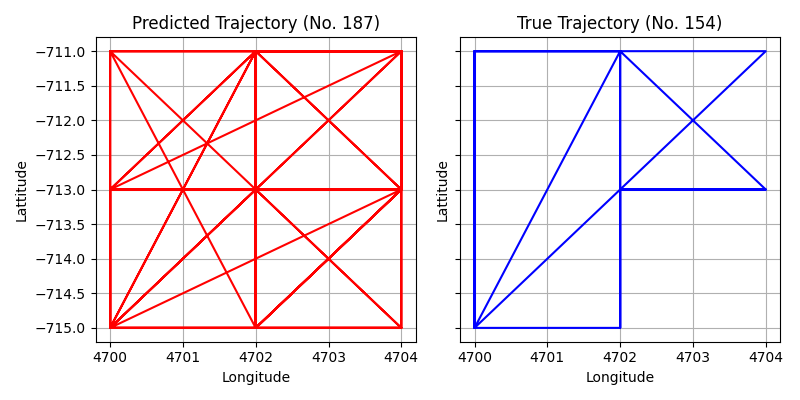 Predicted Trajectory (No. 187)
True Trajectory (No. 154)
−711.0
−711.5
−712.0
−712.5
−713.0
−713.5
−714.0
−714.5
−715.0
Lattitude
Lattitude
4700 4701 4702 4703 4704
4700 4701 4702 4703 4704
Longitude
Longitude